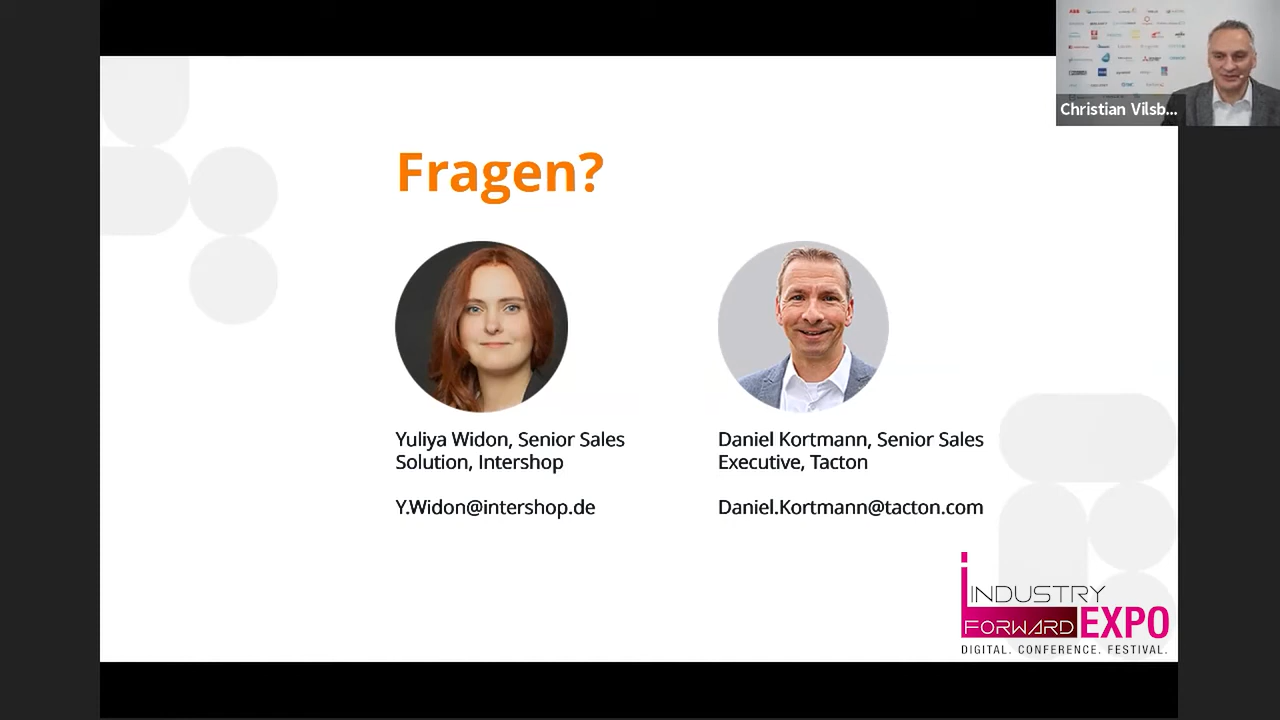 Christian Vilsb...
Fragen?
Yuliya Widon, Senior Sales
Solution, Intershop
Y.Widon@intershop.de
Daniel Kortmann, Senior Sales
Executive, Tacton
Daniel.Kortmann@tacton.com
INDUSTRY
FORWARD EXPO
DIGITAL. CONFERENCE. FESTIVAL.